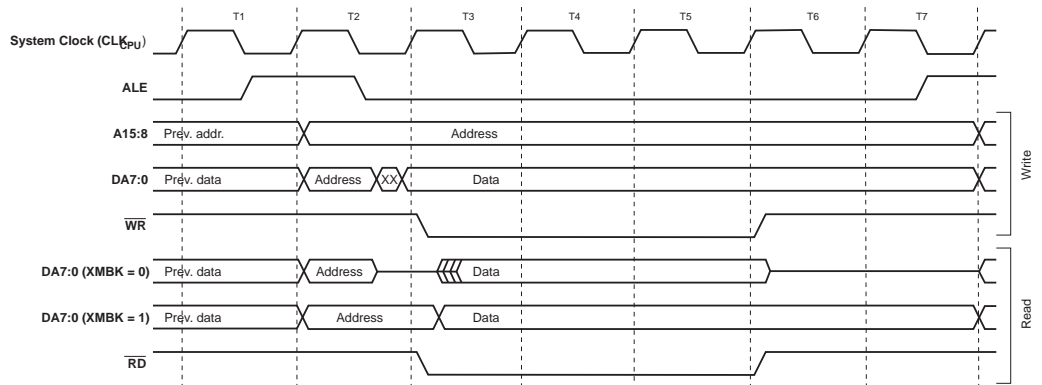 T1 T2 T3 T4 T5 T6 T7
System Clock (CLKCPU)
ALE
A15:8 Prev. addr. Address
DA7:0 Prev. data Address XX Data
WR
Write
DA7:0 (XMBK = 0) Prev. data Address Data
DA7:0 (XMBK = 1) Prev. data Address Data
RD
Read